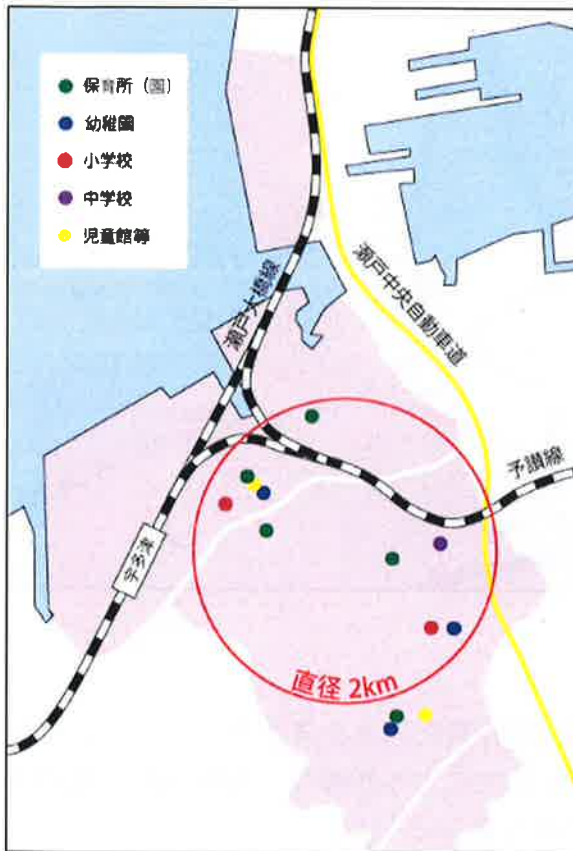 保育所（園）
幼稚園
小学校
中学校
児童館等
瀬戸大橋線
瀬戸中央自動車道
予讃線
宇多津
直径 2km